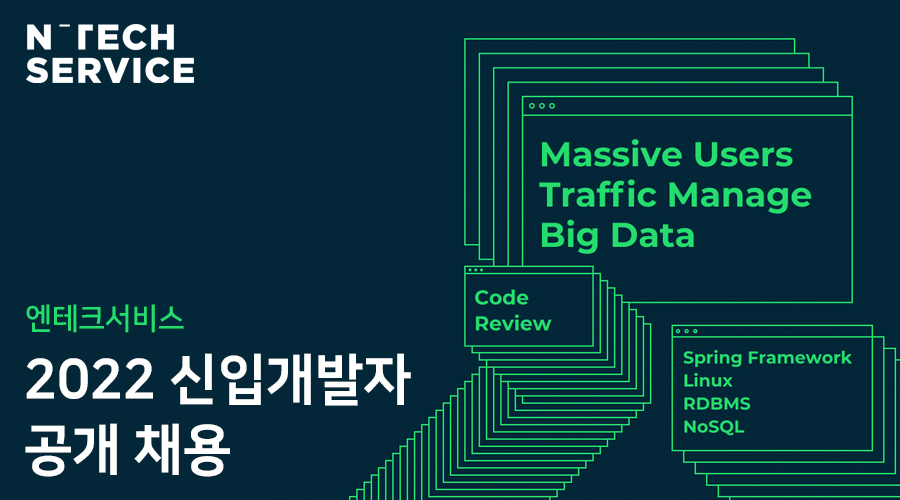 N TECH
SERVICE
Massive Users
Traffic Manage
Big Data
Code
Review
Spring Framework
Linux
RDBMS
NoSQL
엔테크서비스
2022 신입개발자
공개 채용